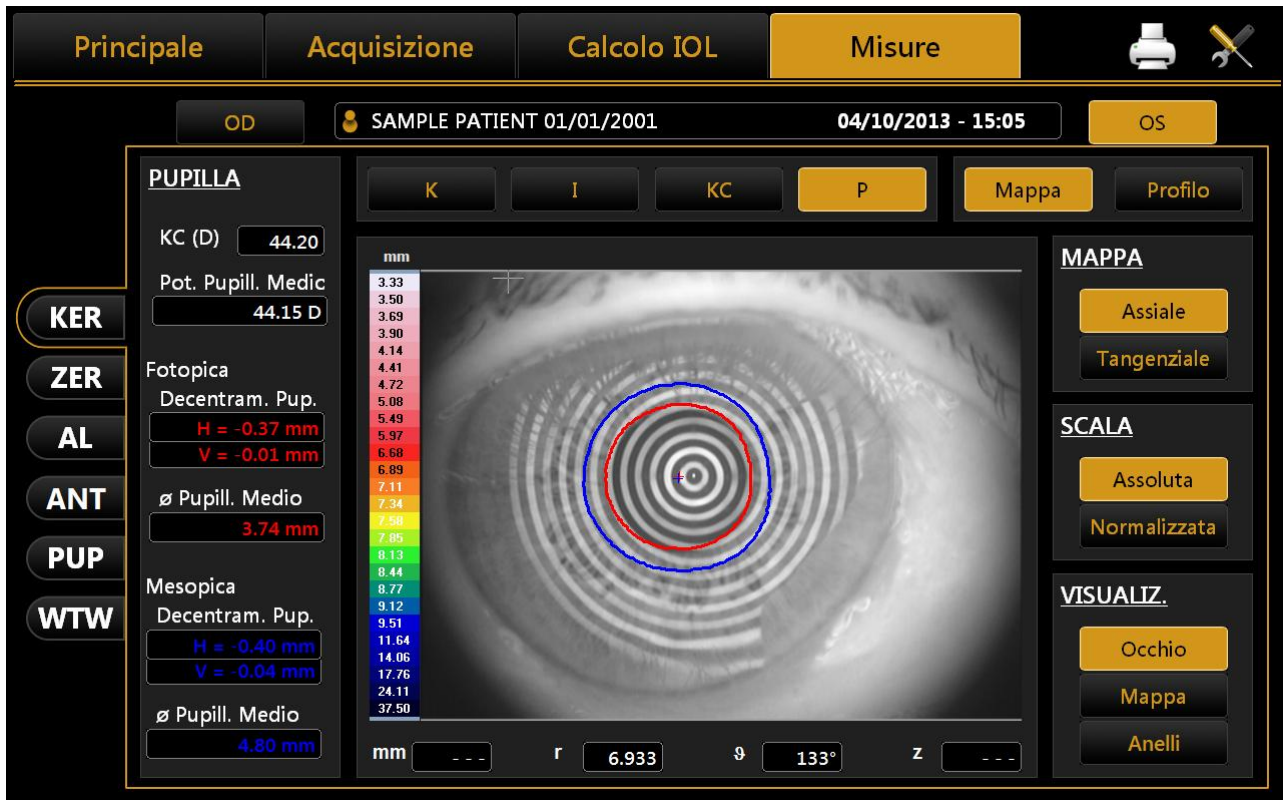 Principale Acquisizione Calcolo IOL Misure
OD SAMPLE PATIENT 01/01/2001 04/10/2013 - 15:05 OS
KER
ZER
AL
ANT
PUP
WTW
PUPILLA
KC (D) 44.20
Pot. Pupill. Medic
44.15 D
Fotopica
Decentram. Pup.
H = -0.37 mm
V = -0.01 mm
ø Pupill. Medio
3.74 mm
Mesopica
Decentram. Pup.
H = -0.40 mm
V = -0.04 mm
ø Pupill. Medio
4.80 mm
K I KC P Mappa Profilo
mm
3.33
3.50
3.69
3.90
4.14
4.41
4.72
5.08
5.49
5.97
6.68
6.89
7.11
7.34
7.58
7.85
8.13
8.44
8.77
9.12
9.51
11.64
14.06
17.76
24.11
37.50
mm - - - r 6.933 ϑ 133° z - - -
MAPPA
Assiale
Tangenziale
SCALA
Assoluta
Normalizzata
VISUALIZ.
Occhio
Mappa
Anelli